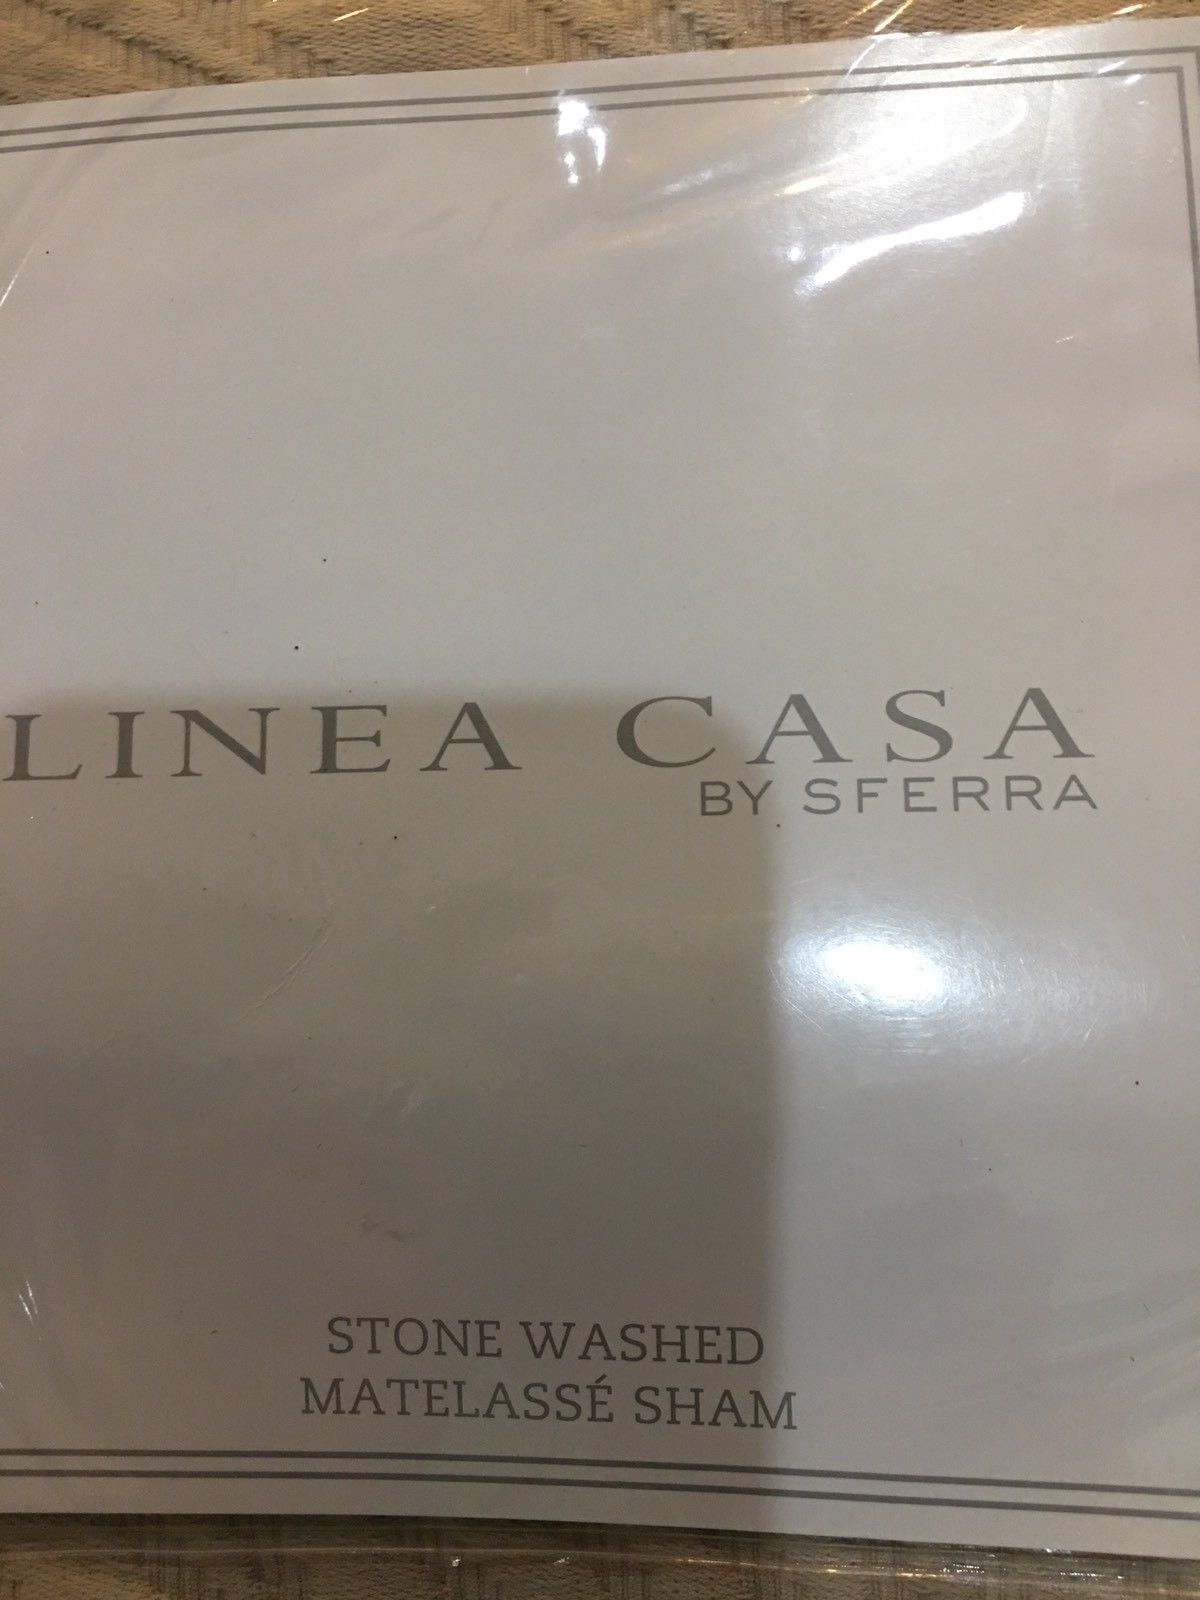 LINEA CASA
BY SFERRA
STONE WASHED
MATELASSÉ SHAM